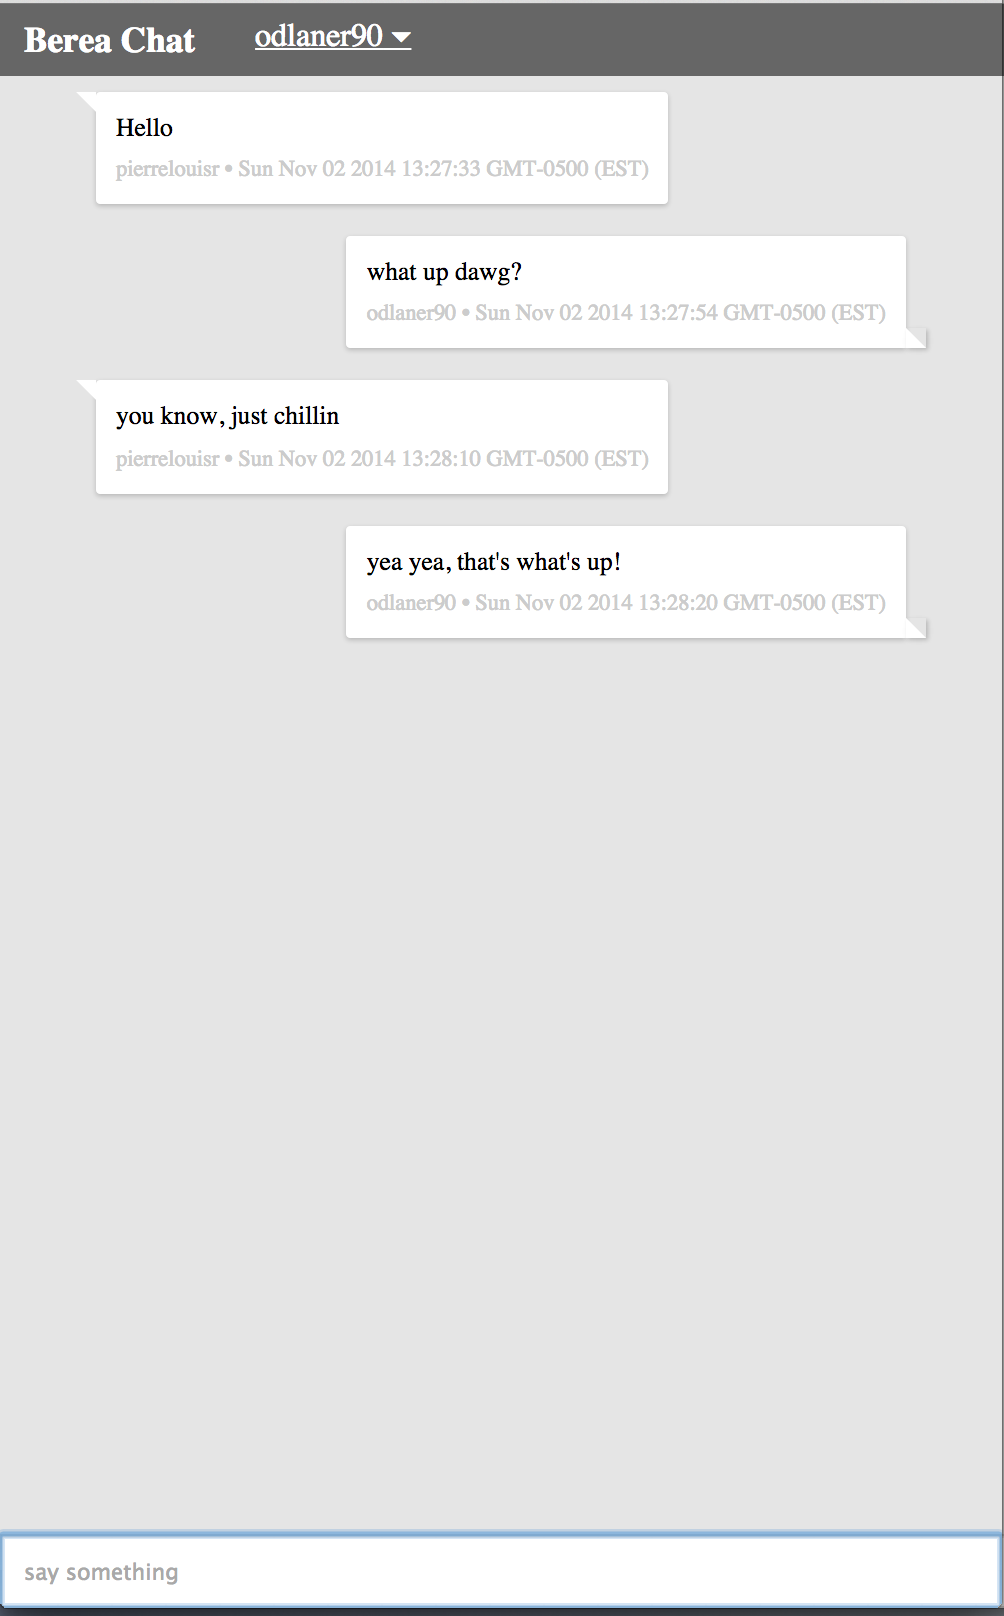 Berea Chat odlaner90
Hello
pierrelouisr • Sun Nov 02 2014 13:27:33 GMT-0500 (EST)
what up dawg?
odlaner90 • Sun Nov 02 2014 13:27:54 GMT-0500 (EST)
you know, just chillin
pierrelouisr • Sun Nov 02 2014 13:28:10 GMT-0500 (EST)
yea yea, that's what's up!
odlaner90 • Sun Nov 02 2014 13:28:20 GMT-0500 (EST)
say something